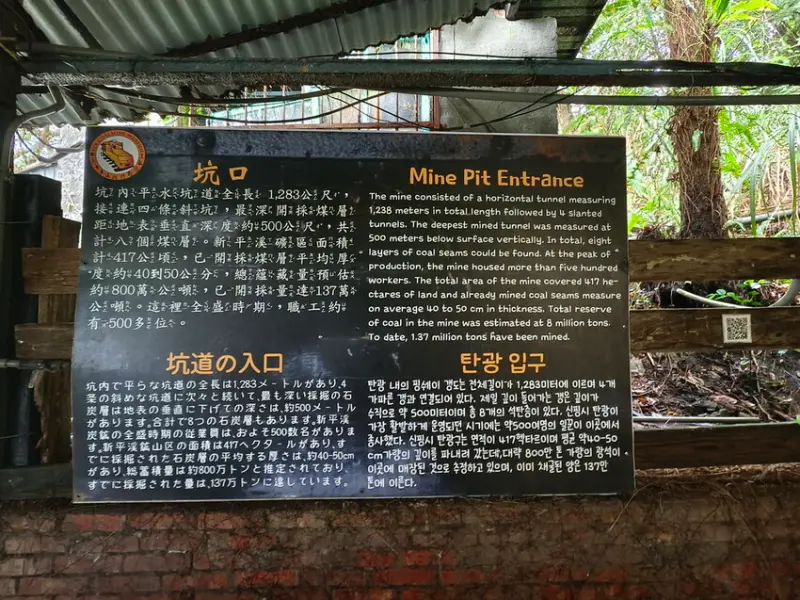 坑口
坑內平水坑道全長1,283公尺，
接連四條斜坑，最深開採煤層
距地表垂直深度約500公尺，共
計八個煤層。新平溪礦區面積
計417公頃，已開採煤層平均厚
度約40到50公分，總蘊藏量預估
約800萬公噸，已開採量達137萬
公噸。這裡全盛時期，職工約
有500多位。
Mine Pit Entrance
The mine consisted of a horizontal tunnel measuring
1,238 meters in total length followed by 4 slanted
tunnels. The deepest mined tunnel was measured at
500 meters below surface vertically. In total, eight
layers of coal seams could be found. At the peak of
production, the mine housed more than five hundred
workers. The total area of the mine covered 417 he-
ctares of land and already mined coal seams measure
on average 40 to 50 cm in thickness. Total reserve
of coal in the mine was estimated at 8 million tons.
To date, 1.37 million tons have been mined.
坑道の入口
坑内で平らな坑道の全長は1,283メートルがあり、4
条の斜めな坑道に次々と続いて、最も深い採掘の石
炭層は地表の垂直に下げての深さは、約500メートル
があります。合計で8つの石炭層もあります。新平溪
炭鉱の全盛時期の従業員は、およそ500数名がありま
す。新平溪鉱山区の面積は417ヘクタールがあり、す
でに採掘された石炭層の平均する厚さは、約40-50cm
があり、総蓄積量は約800万トンと推定されており、
すでに採掘された量は、137万トンに達しています。
탄광 입구
탄광 내의 핑쉐이 갱도는 전체길이가 1,283미터에 이르며 4개
가파른 갱과 연결되어 있다. 제일 깊이 들어가는 갱은 깊이가
수직으로 약 500미터이며 총 8개의 석탄층이 있다. 신핑시 탄광이
가장 활발하게 운영되던 시기에는 약500여명의 일꾼이 이곳에서
종사했다. 신핑시 탄광구는 면적이 417헥타르이며 평균 약40-50
cm가량의 깊이를 파내려 갔는데,대략 800만 톤 가량의 광석이
이곳에 매장된 것으로 추정하고 있으며, 이미 채굴된 양은 137만
톤에 이른다.